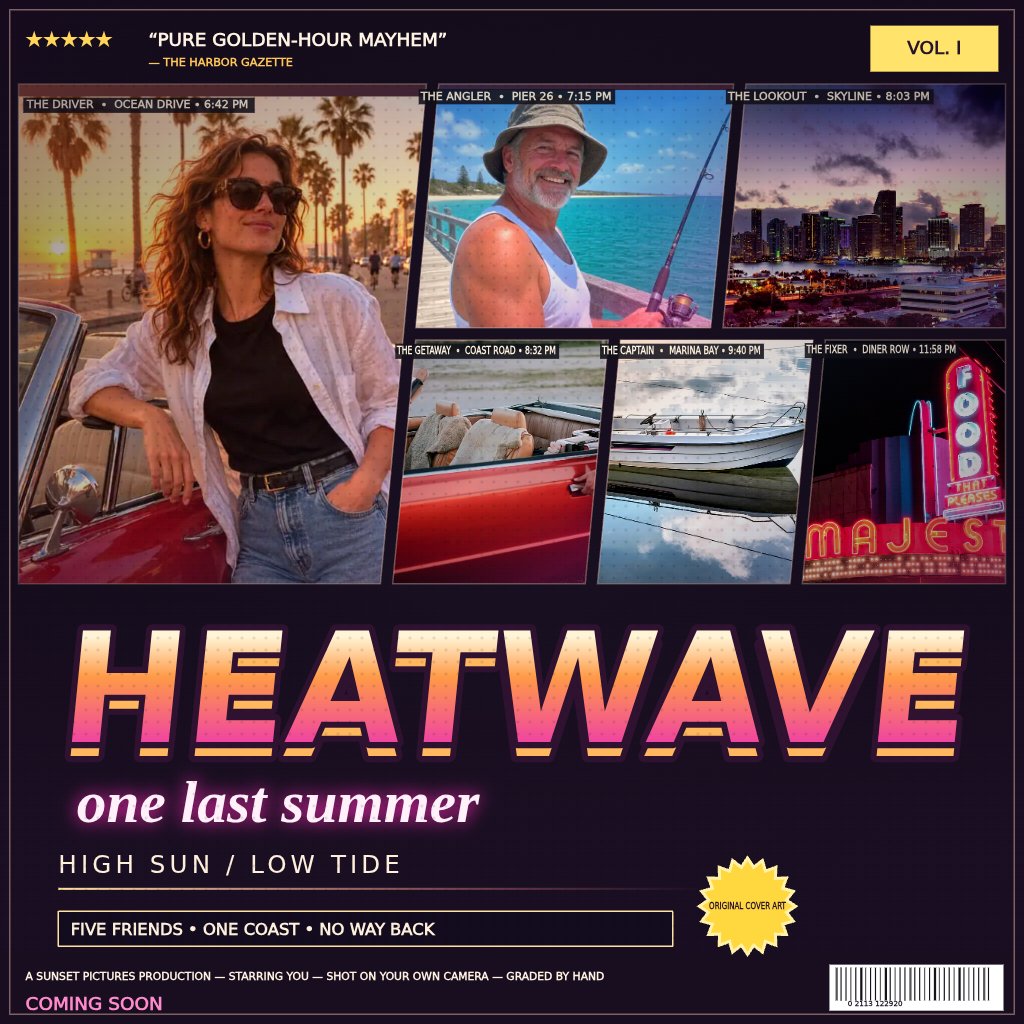 ★★★★★
“PURE GOLDEN-HOUR MAYHEM”
— THE HARBOR GAZETTE
VOL. I
THE DRIVER • OCEAN DRIVE • 6:42 PM
THE ANGLER • PIER 26 • 7:15 PM
THE LOOKOUT • SKYLINE • 8:03 PM
THE GETAWAY • COAST ROAD • 8:32 PM
THE CAPTAIN • MARINA BAY • 9:40 PM
THE FIXER • DINER ROW • 11:58 PM
FOOD
THAT
PLEASES
MAJEST
HEATWAVE
one last summer
HIGH SUN / LOW TIDE
FIVE FRIENDS • ONE COAST • NO WAY BACK
ORIGINAL COVER ART
A SUNSET PICTURES PRODUCTION — STARRING YOU — SHOT ON YOUR OWN CAMERA — GRADED BY HAND
COMING SOON
0 2113 122920